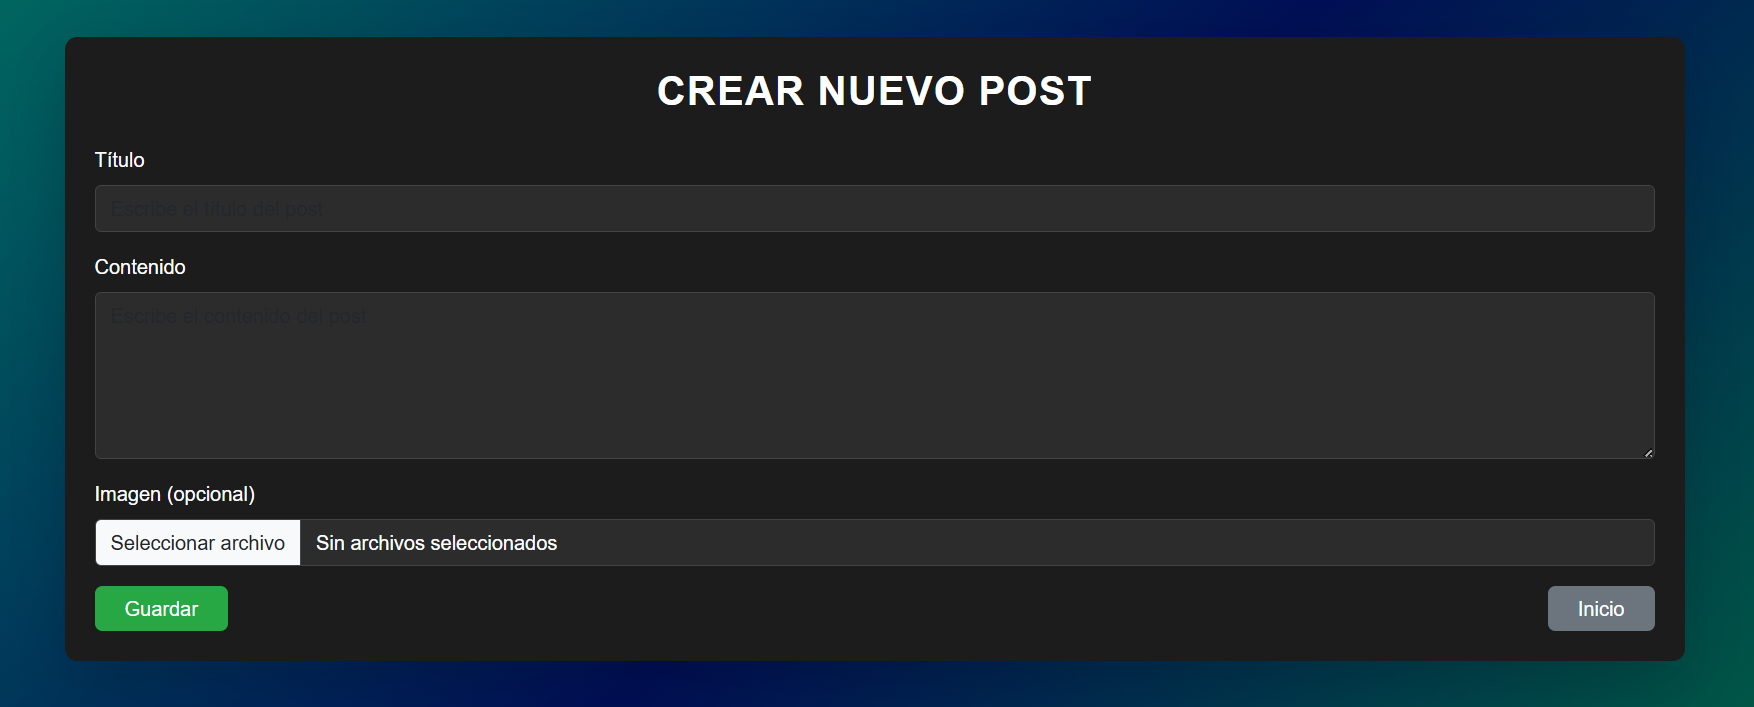 CREAR NUEVO POST
Título
Escribe el título del post
Contenido
Escribe el contenido del post
Imagen (opcional)
Seleccionar archivo Sin archivos seleccionados
Guardar Inicio